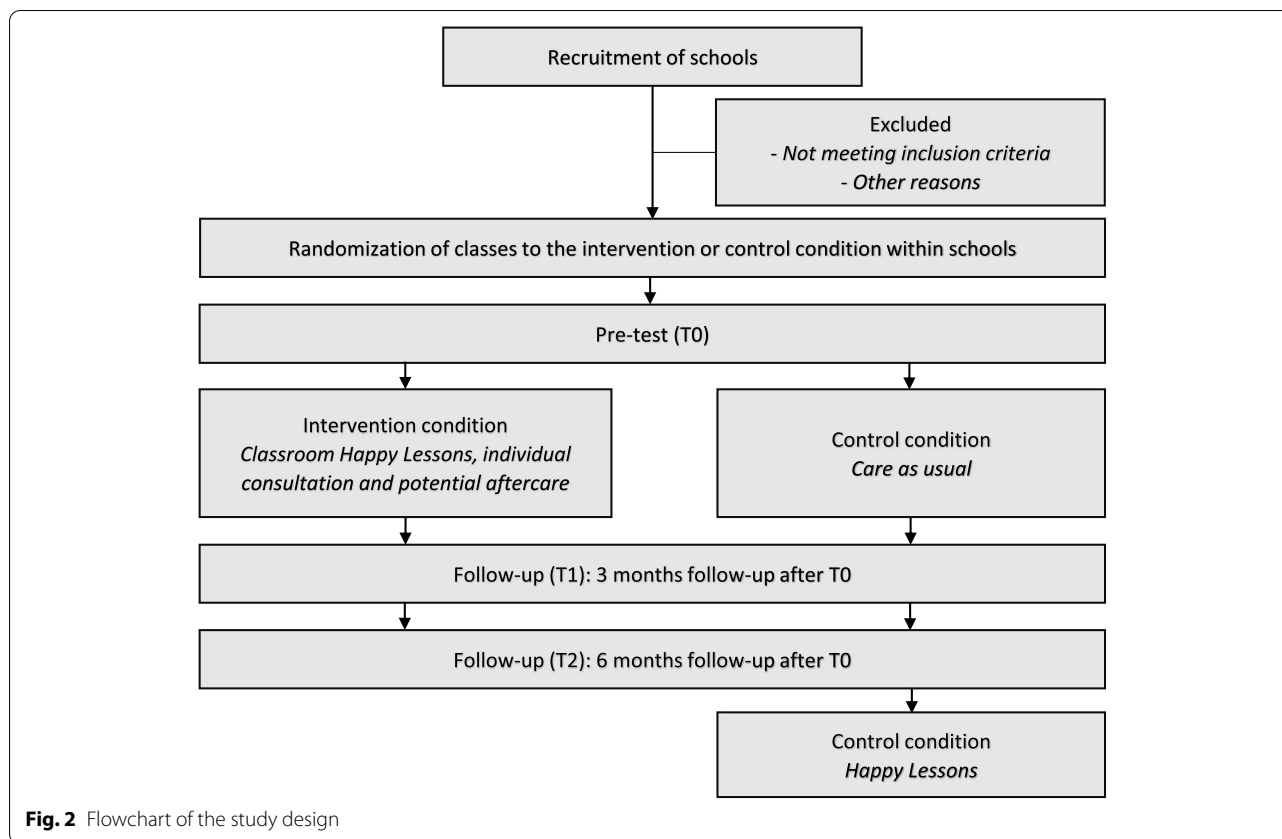 Recruitment of schools
Excluded
- Not meeting inclusion criteria
- Other reasons
Randomization of classes to the intervention or control condition within schools
Pre-test (T0)
Intervention condition
Classroom Happy Lessons, individual
consultation and potential aftercare
Control condition
Care as usual
Follow-up (T1): 3 months follow-up after T0
Follow-up (T2): 6 months follow-up after T0
Control condition
Happy Lessons
Fig. 2 Flowchart of the study design